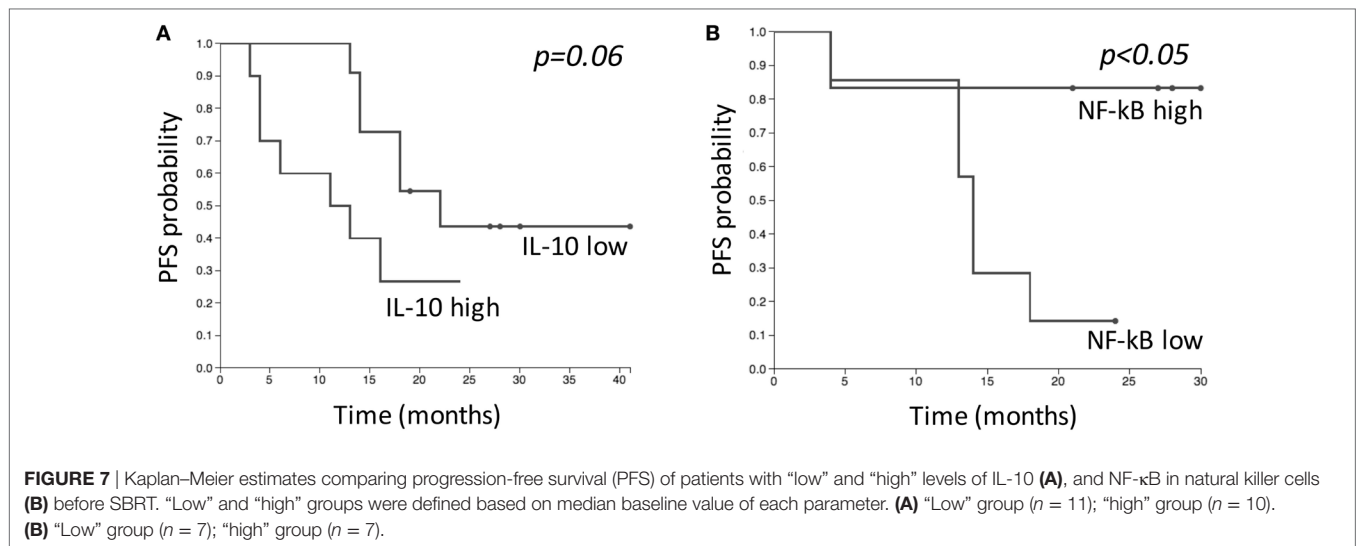 A
p=0.06
1.0
0.9
0.8
0.7
0.6
0.5
0.4
0.3
0.2
0.1
0.0
PFS probability
IL-10 low
IL-10 high
0 5 10 15 20 25 30 35 40
Time (months)
B
p<0.05
1.0
0.9
0.8
0.7
0.6
0.5
0.4
0.3
0.2
0.1
0.0
PFS probability
NF-kB high
NF-kB low
0 5 10 15 20 25 30
Time (months)
FIGURE 7 | Kaplan–Meier estimates comparing progression-free survival (PFS) of patients with “low” and “high” levels of IL-10 (A), and NF-κB in natural killer cells
(B) before SBRT. “Low” and “high” groups were defined based on median baseline value of each parameter. (A) “Low” group (n = 11); “high” group (n = 10).
(B) “Low” group (n = 7); “high” group (n = 7).